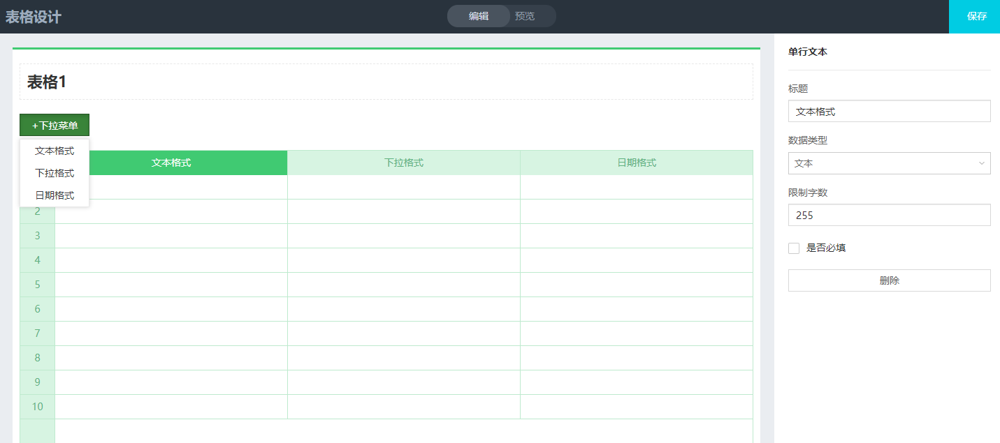 表格设计
编辑
预览
保存
表格1
+下拉菜单
文本格式
下拉格式
日期格式
文本格式 下拉格式 日期格式
2
3
4
5
6
7
8
9
10
单行文本
标题
文本格式
数据类型
文本
限制字数
255
是否必填
删除